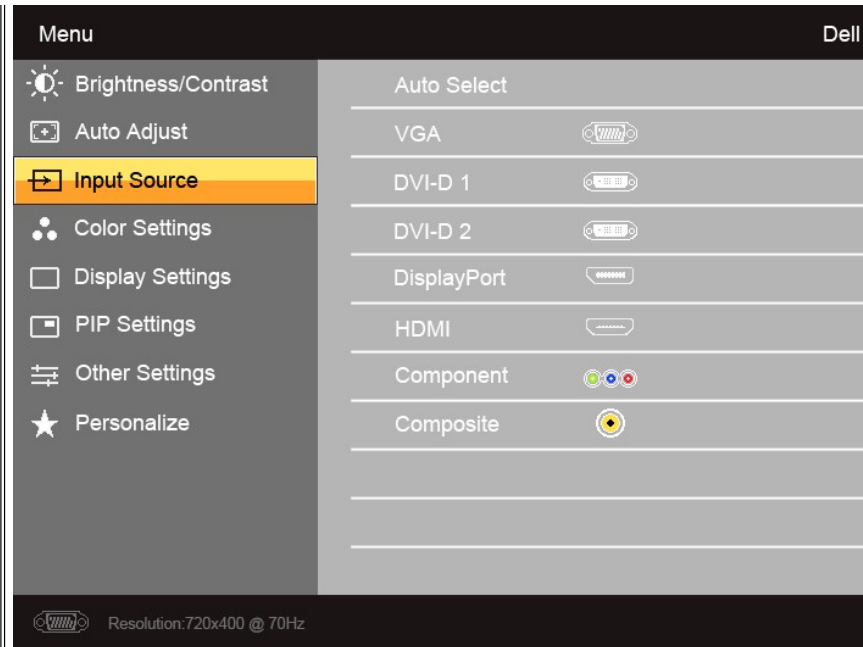 Menu Dell
Brightness/Contrast
Auto Adjust
Input Source
Color Settings
Display Settings
PIP Settings
Other Settings
Personalize
Auto Select
VGA
DVI-D 1
DVI-D 2
DisplayPort
HDMI
Component
Composite
Resolution:720x400 @ 70Hz